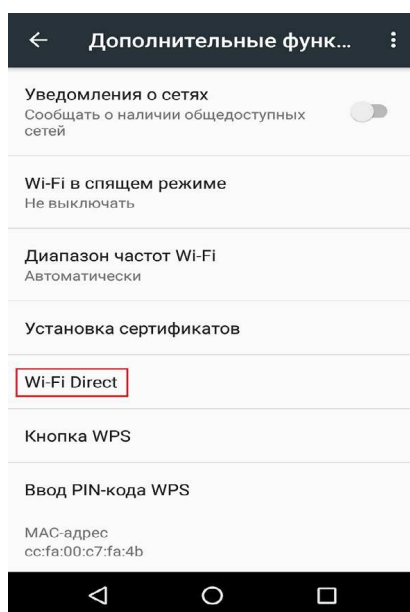 Дополнительные функ...
Уведомления о сетях
Сообщать о наличии общедоступных
сетей
Wi-Fi в спящем режиме
Не выключать
Диапазон частот Wi-Fi
Автоматически
Установка сертификатов
Wi-Fi Direct
Кнопка WPS
Ввод PIN-кода WPS
MAC-адрес
cc:fa:00:c7:fa:4b